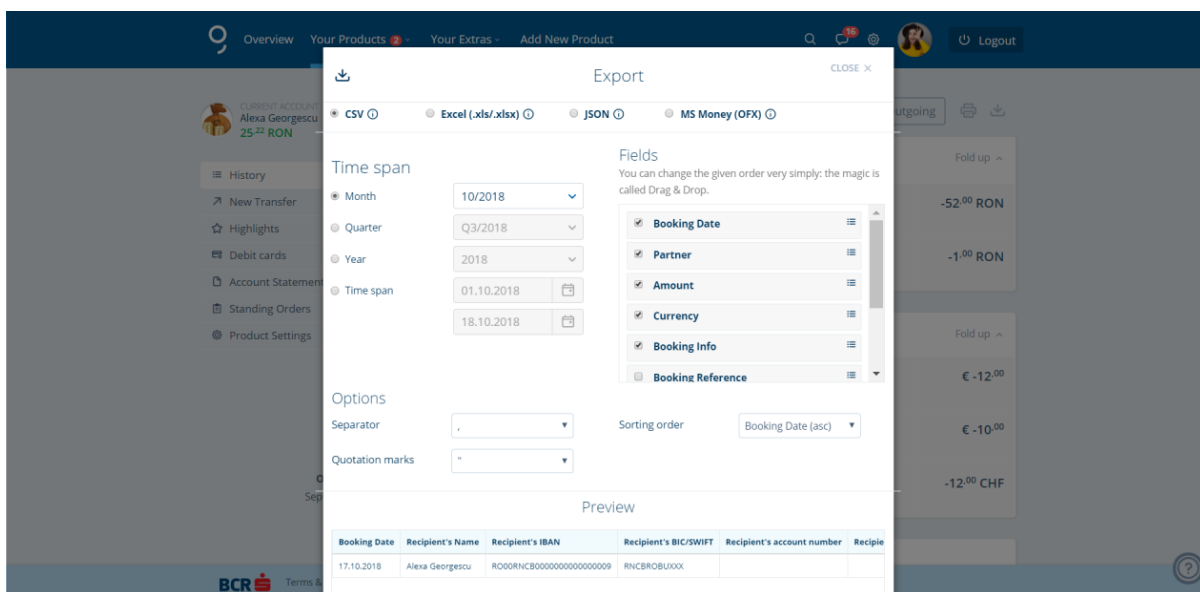 Overview Your Products 2 Your Extras Add New Product 16 Logout
CLOSE ×
Export
CURRENT ACCOUNT
Alexa Georgescu
25.22 RON
CSV Excel (.xls/.xlsx) JSON MS Money (OFX)
utgoing
History
New Transfer
Highlights
Debit cards
Account Statement
Standing Orders
Product Settings
Time span
Month 10/2018
Quarter Q3/2018
Year 2018
Time span 01.10.2018
18.10.2018
Fields
You can change the given order very simply: the magic is
called Drag & Drop.
Booking Date
Partner
Amount
Currency
Booking Info
Booking Reference
Fold up
-52.00 RON
-1.00 RON
Fold up
€ -12.00
€ -10.00
-12.00 CHF
Options
Separator ,
Sorting order Booking Date (asc)
Quotation marks "
O
Sep
Preview
Booking Date Recipient's Name Recipient's IBAN Recipient's BIC/SWIFT Recipient's account number Recipie
17.10.2018 Alexa Georgescu RO00RNCB0000000000000009 RNCBROBUXXX
BCR Terms &
?